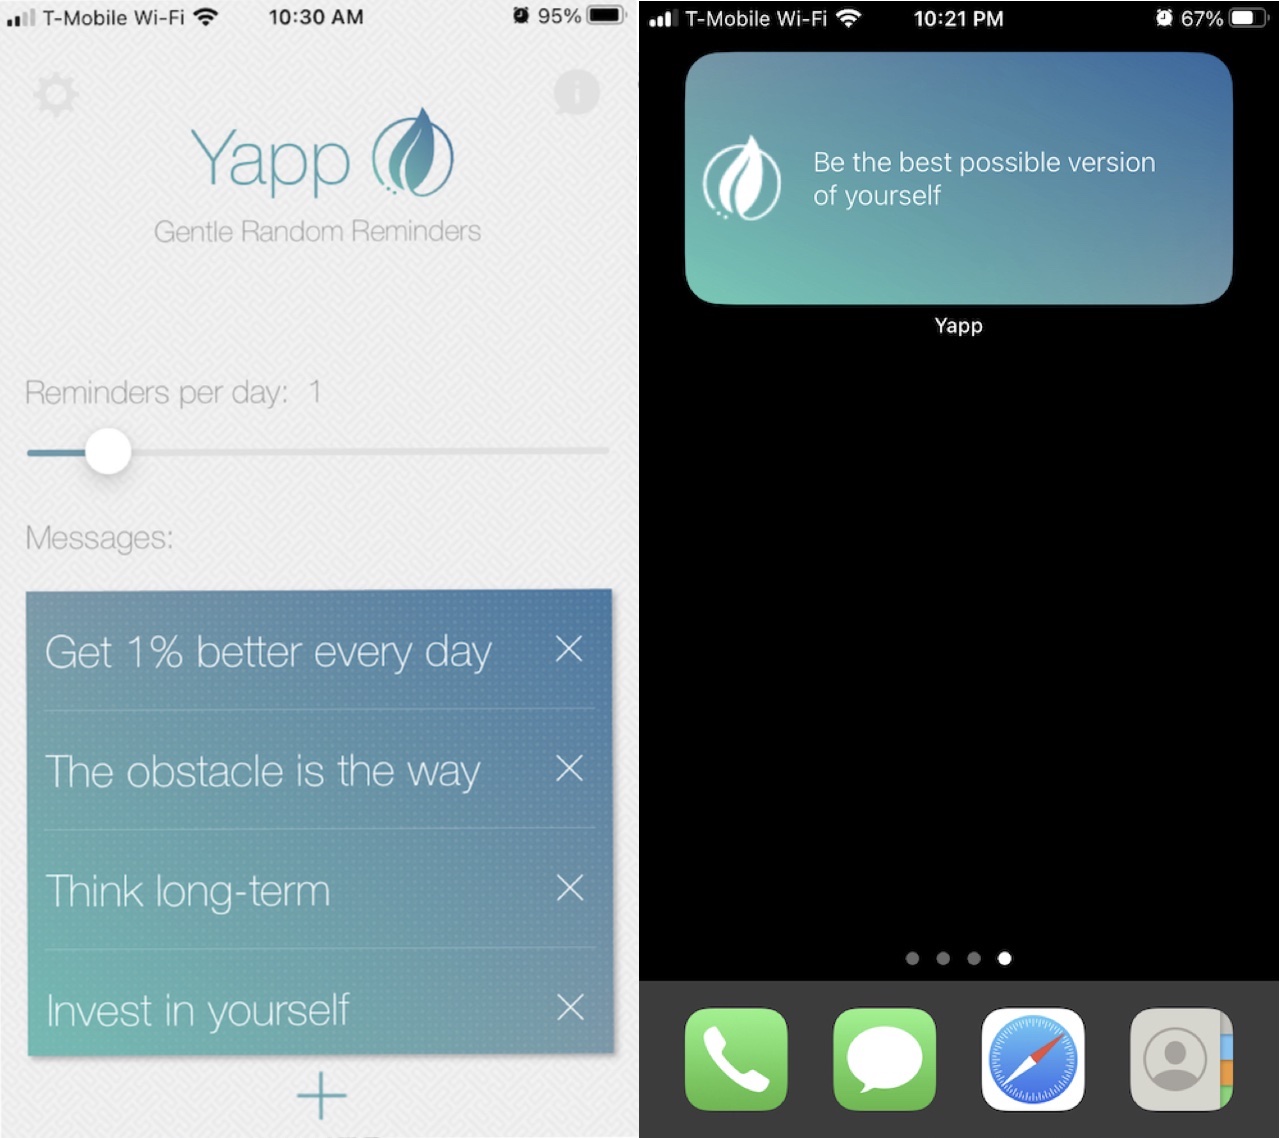 T-Mobile Wi-Fi 10:30 AM 95%
Yapp
Gentle Random Reminders
Reminders per day: 1
Messages:
Get 1% better every day
The obstacle is the way
Think long-term
Invest in yourself
T-Mobile Wi-Fi 10:21 PM 67%
Be the best possible version
of yourself
Yapp